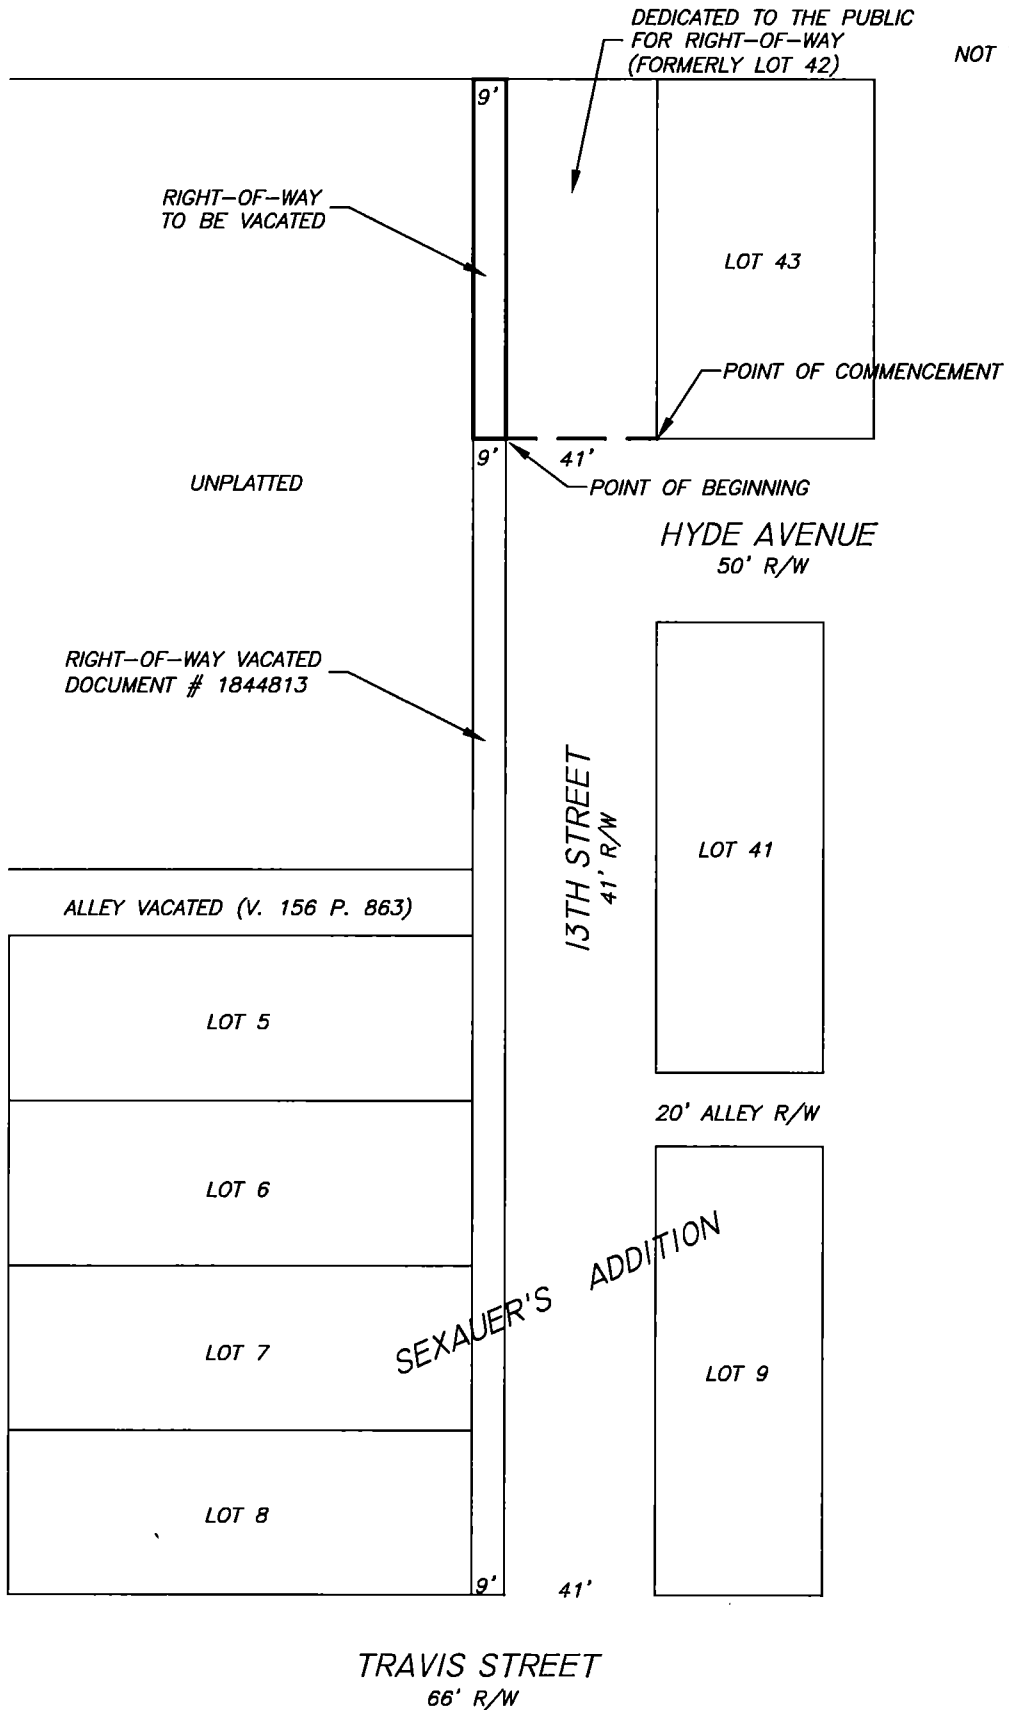 DEDICATED TO THE PUBLIC
FOR RIGHT-OF-WAY
(FORMERLY LOT 42)
NOT
9'
RIGHT-OF-WAY
TO BE VACATED
LOT 43
POINT OF COMMENCEMENT
9'
41'
UNPLATTED
POINT OF BEGINNING
HYDE AVENUE
50' R/W
RIGHT-OF-WAY VACATED
DOCUMENT # 1844813
13TH STREET
41' R/W
LOT 41
ALLEY VACATED (V. 156 P. 863)
LOT 5
20' ALLEY R/W
LOT 6
SEXAUER'S ADDITION
LOT 7
LOT 9
LOT 8
9'
41'
TRAVIS STREET
66' R/W